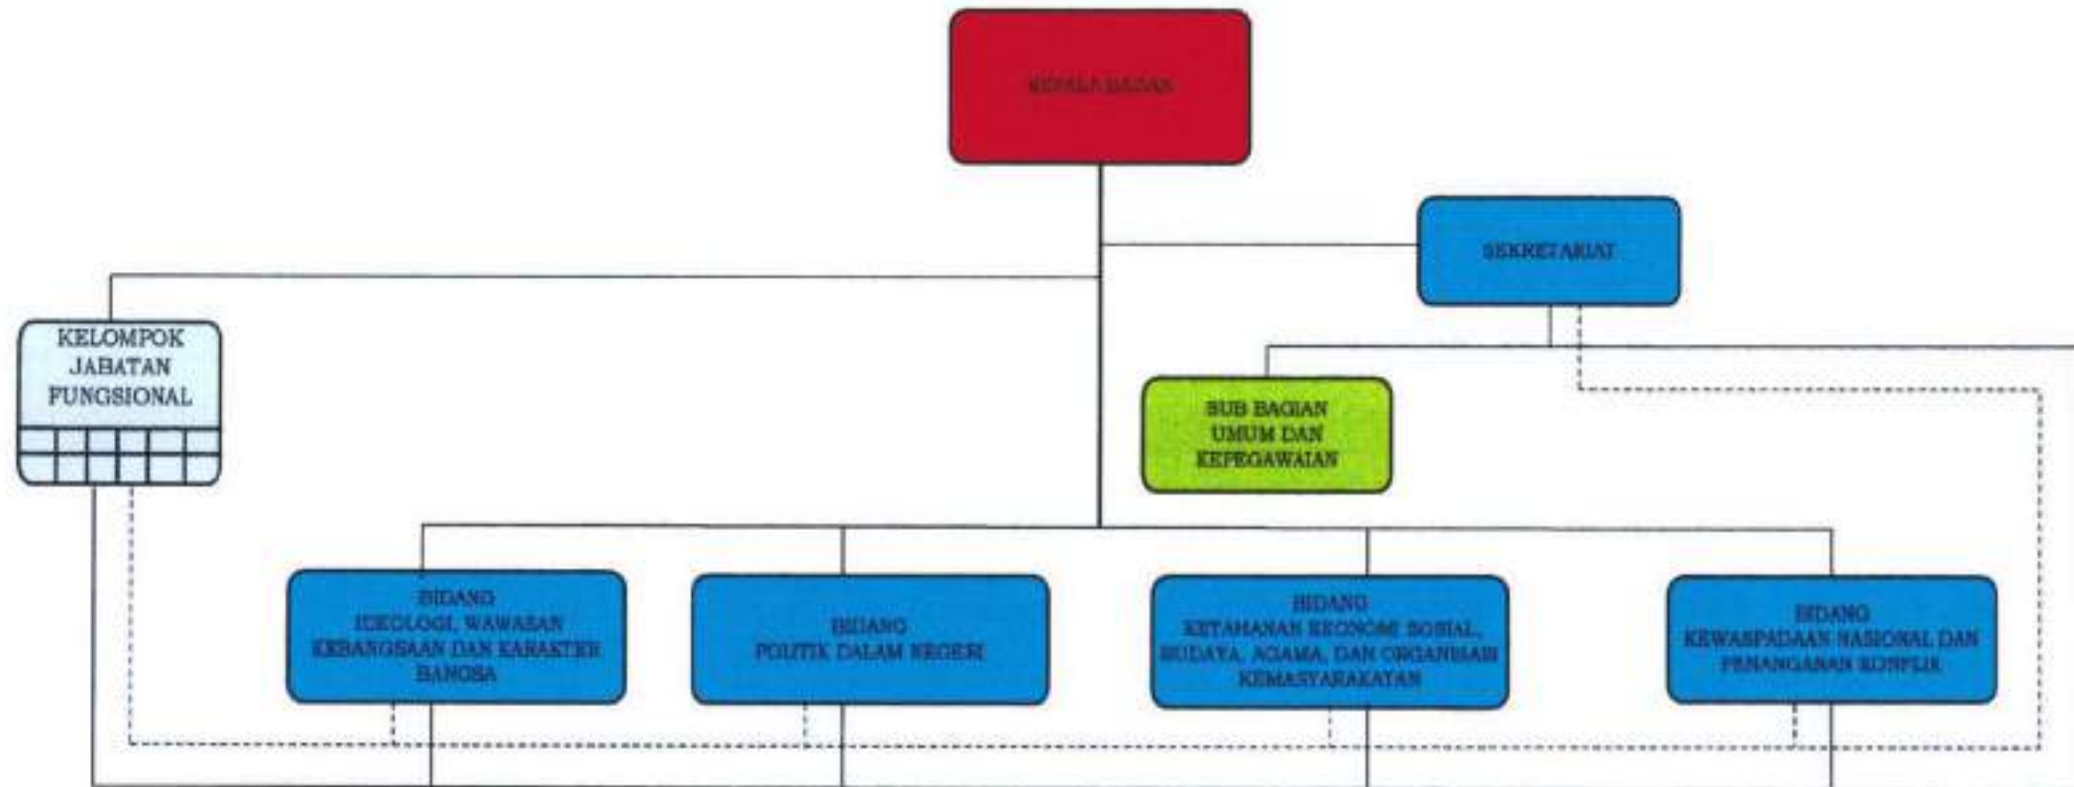 KEPALA BADAN
SEKRETARIAT
KELOMPOK
JABATAN
FUNGSIONAL
SUB BAGIAN
UMUM DAN
KEPEGAWAIAN
BIDANG
IDEOLOGI, WAWASAN
KEBANGSAAN DAN KARAKTER
BANGSA
BIDANG
POLITIK DALAM NEGERI
BIDANG
KETAHANAN EKONOMI SOSIAL,
BUDAYA, AGAMA, DAN ORGANISASI
KEMASYARAKATAN
BIDANG
KEWASPADAAN NASIONAL DAN
PENANGANAN KONFLIK